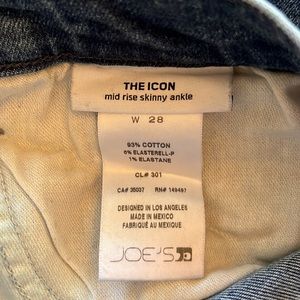 THE ICON
mid rise skinny ankle
W 28
93% COTTON
6% ELASTERELL-P
1% ELASTANE
CL# 301
CA# 35037 RN# 149497
DESIGNED IN LOS ANGELES
MADE IN MEXICO
FABRIQUÉ AU MEXIQUE
JOE'S